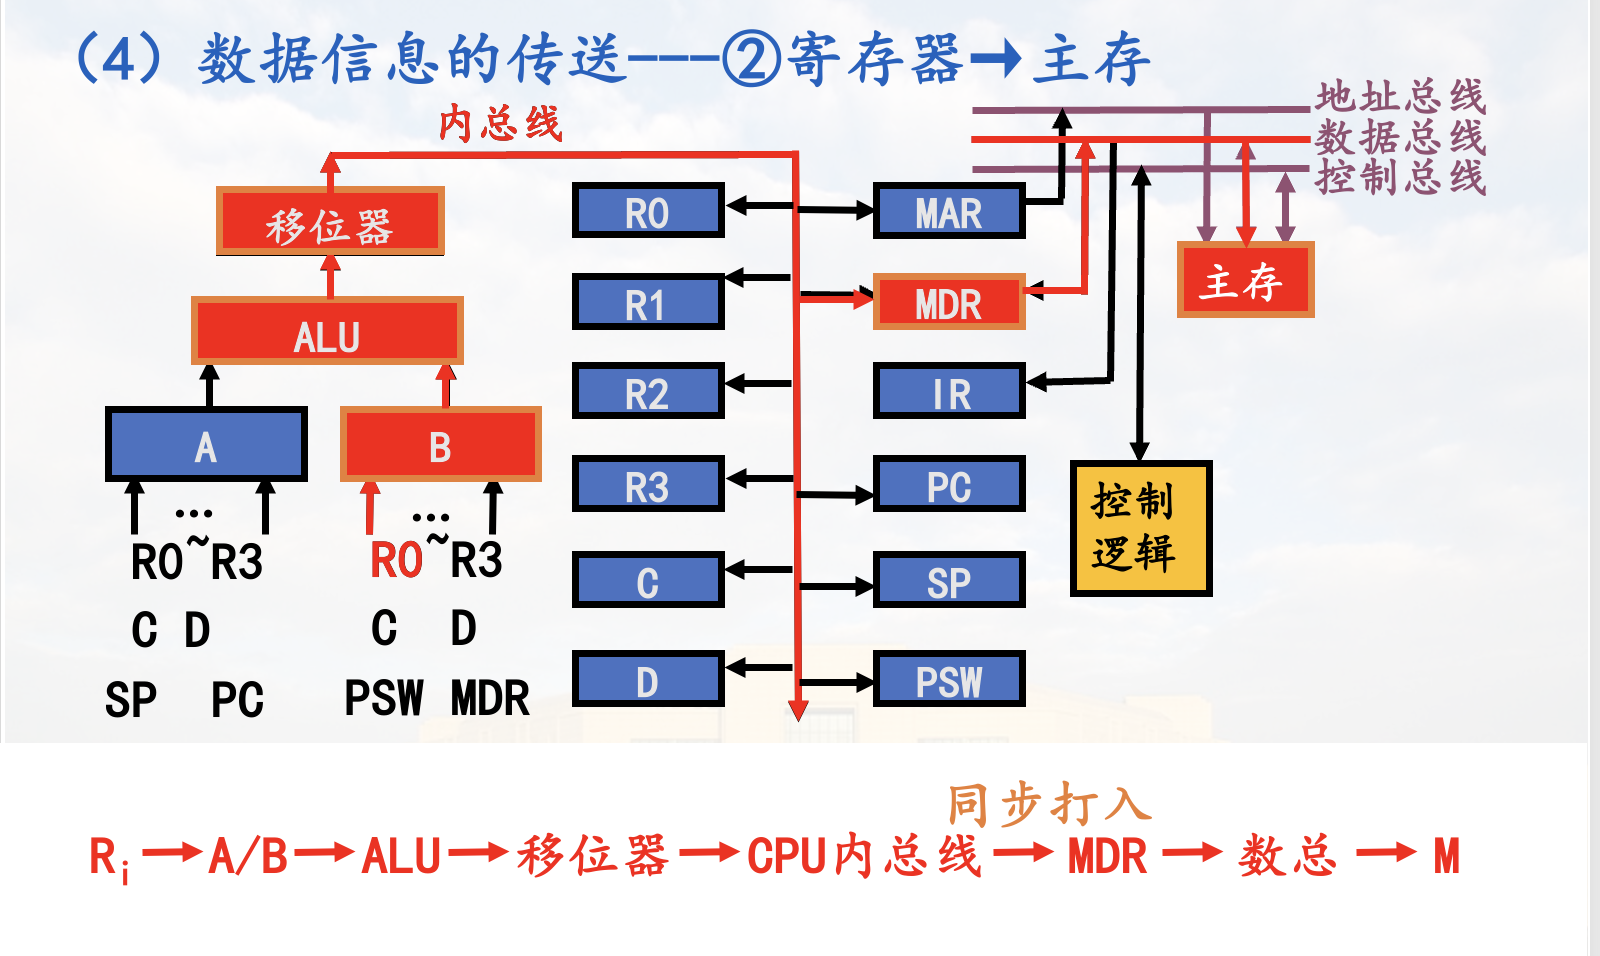 （4）数据信息的传送---②寄存器➡主存
内总线
地址总线
数据总线
控制总线
移位器
R0
MAR
ALU
R1
MDR
主存
R2
IR
A
B
R3
PC
控制
逻辑
... 
...
R0~R3
R0~R3
C
SP
C D
C D
SP PC
PSW MDR
D
PSW
同步打入
Ri→A/B→ALU→移位器→CPU内总线→MDR→数总→M